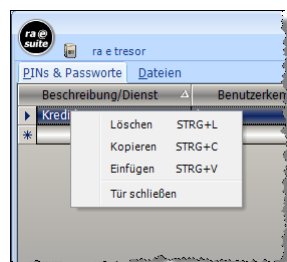 ra e suite
ra e tresor
PINs & Passworte Dateien
Beschreibung/Dienst Benutzerken
Kredi
Löschen STRG+L
Kopieren STRG+C
Einfügen STRG+V
Tür schließen